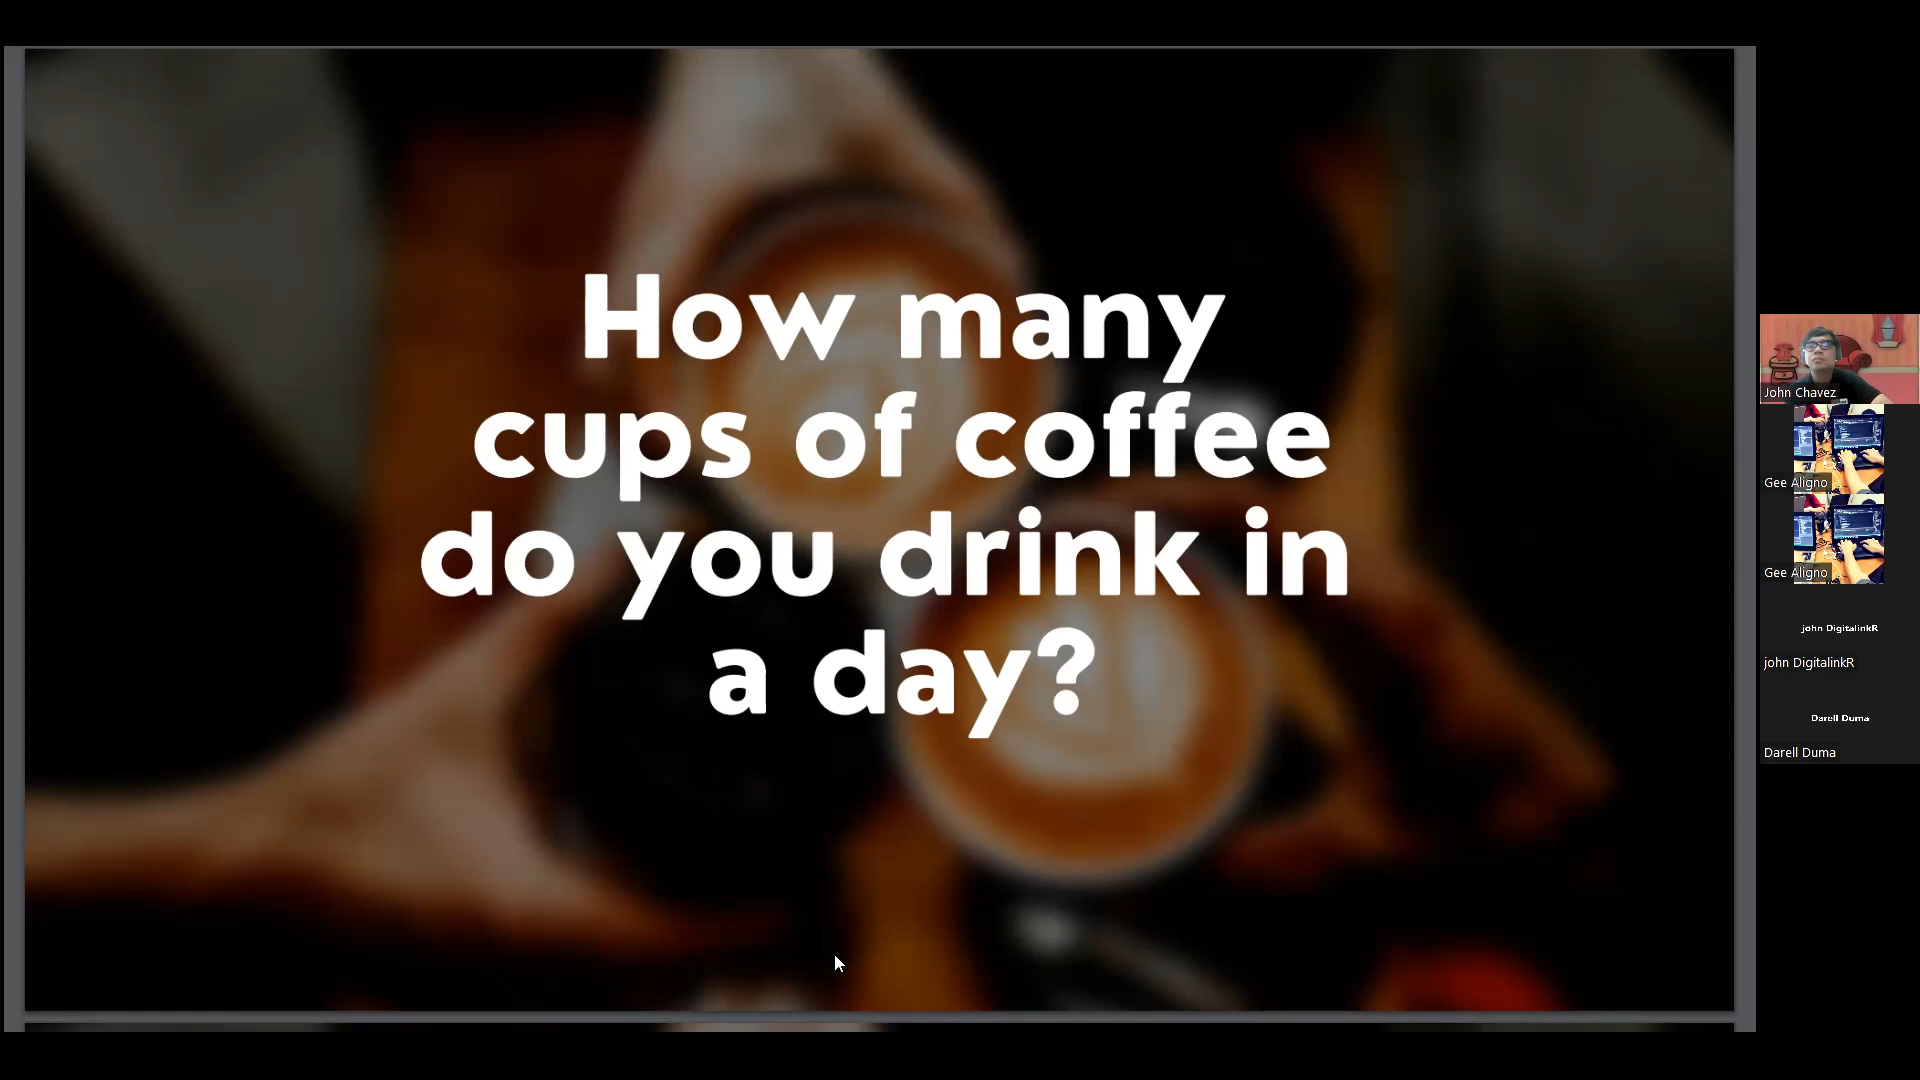 How many
cups of coffee
do you drink in
a day?
John Chavez
Gee Aligno
Gee Aligno
john DigitalinkR
john DigitalinkR
Darell Duma
Darell Duma